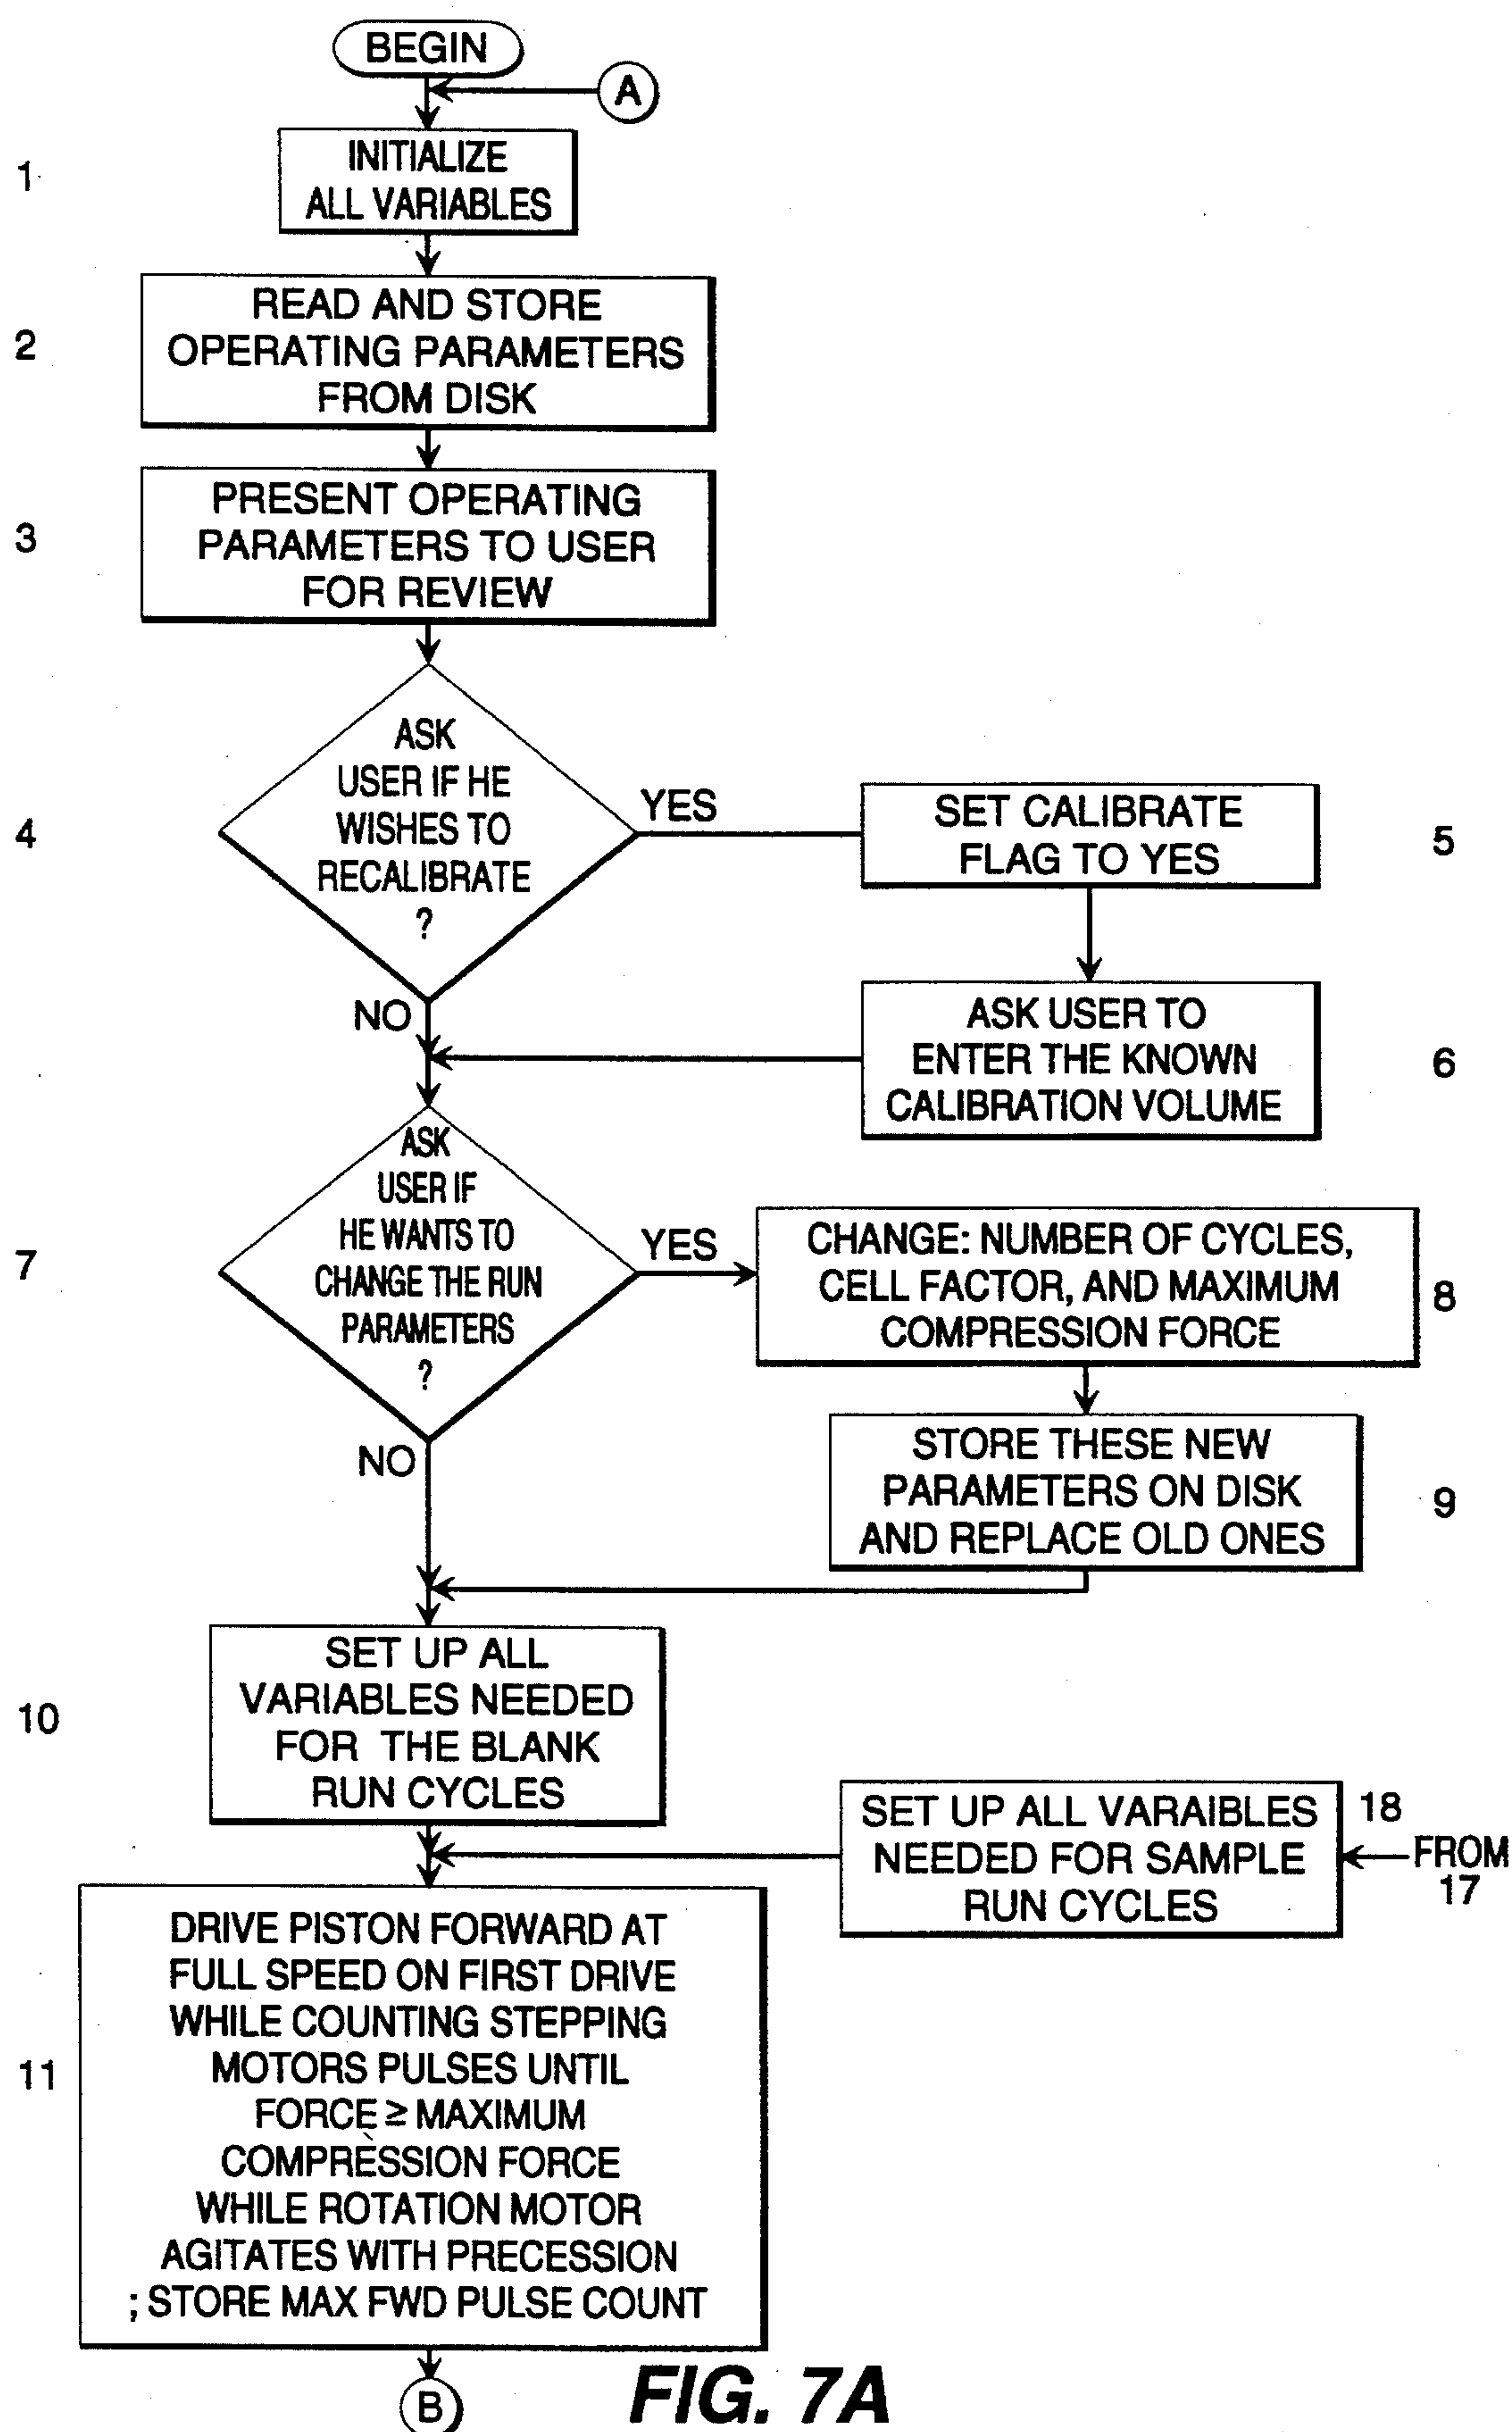 BEGIN
A
1
INITIALIZE
ALL VARIABLES
2
READ AND STORE
OPERATING PARAMETERS
FROM DISK
3
PRESENT OPERATING
PARAMETERS TO USER
FOR REVIEW
4
ASK
USER IF HE
WISHES TO
RECALIBRATE
?
YES
NO
SET CALIBRATE
FLAG TO YES
5
ASK USER TO
ENTER THE KNOWN
CALIBRATION VOLUME
6
7
ASK
USER IF
HE WANTS TO
CHANGE THE RUN
PARAMETERS
?
YES
NO
CHANGE: NUMBER OF CYCLES,
CELL FACTOR, AND MAXIMUM
COMPRESSION FORCE
8
STORE THESE NEW
PARAMETERS ON DISK
AND REPLACE OLD ONES
9
10
SET UP ALL
VARIABLES NEEDED
FOR THE BLANK
RUN CYCLES
SET UP ALL VARAIBLES
NEEDED FOR SAMPLE
RUN CYCLES
18
FROM
17
11
DRIVE PISTON FORWARD AT
FULL SPEED ON FIRST DRIVE
WHILE COUNTING STEPPING
MOTORS PULSES UNTIL
FORCE ≥ MAXIMUM
COMPRESSION FORCE
WHILE ROTATION MOTOR
AGITATES WITH PRECESSION
; STORE MAX FWD PULSE COUNT
B
FIG. 7A